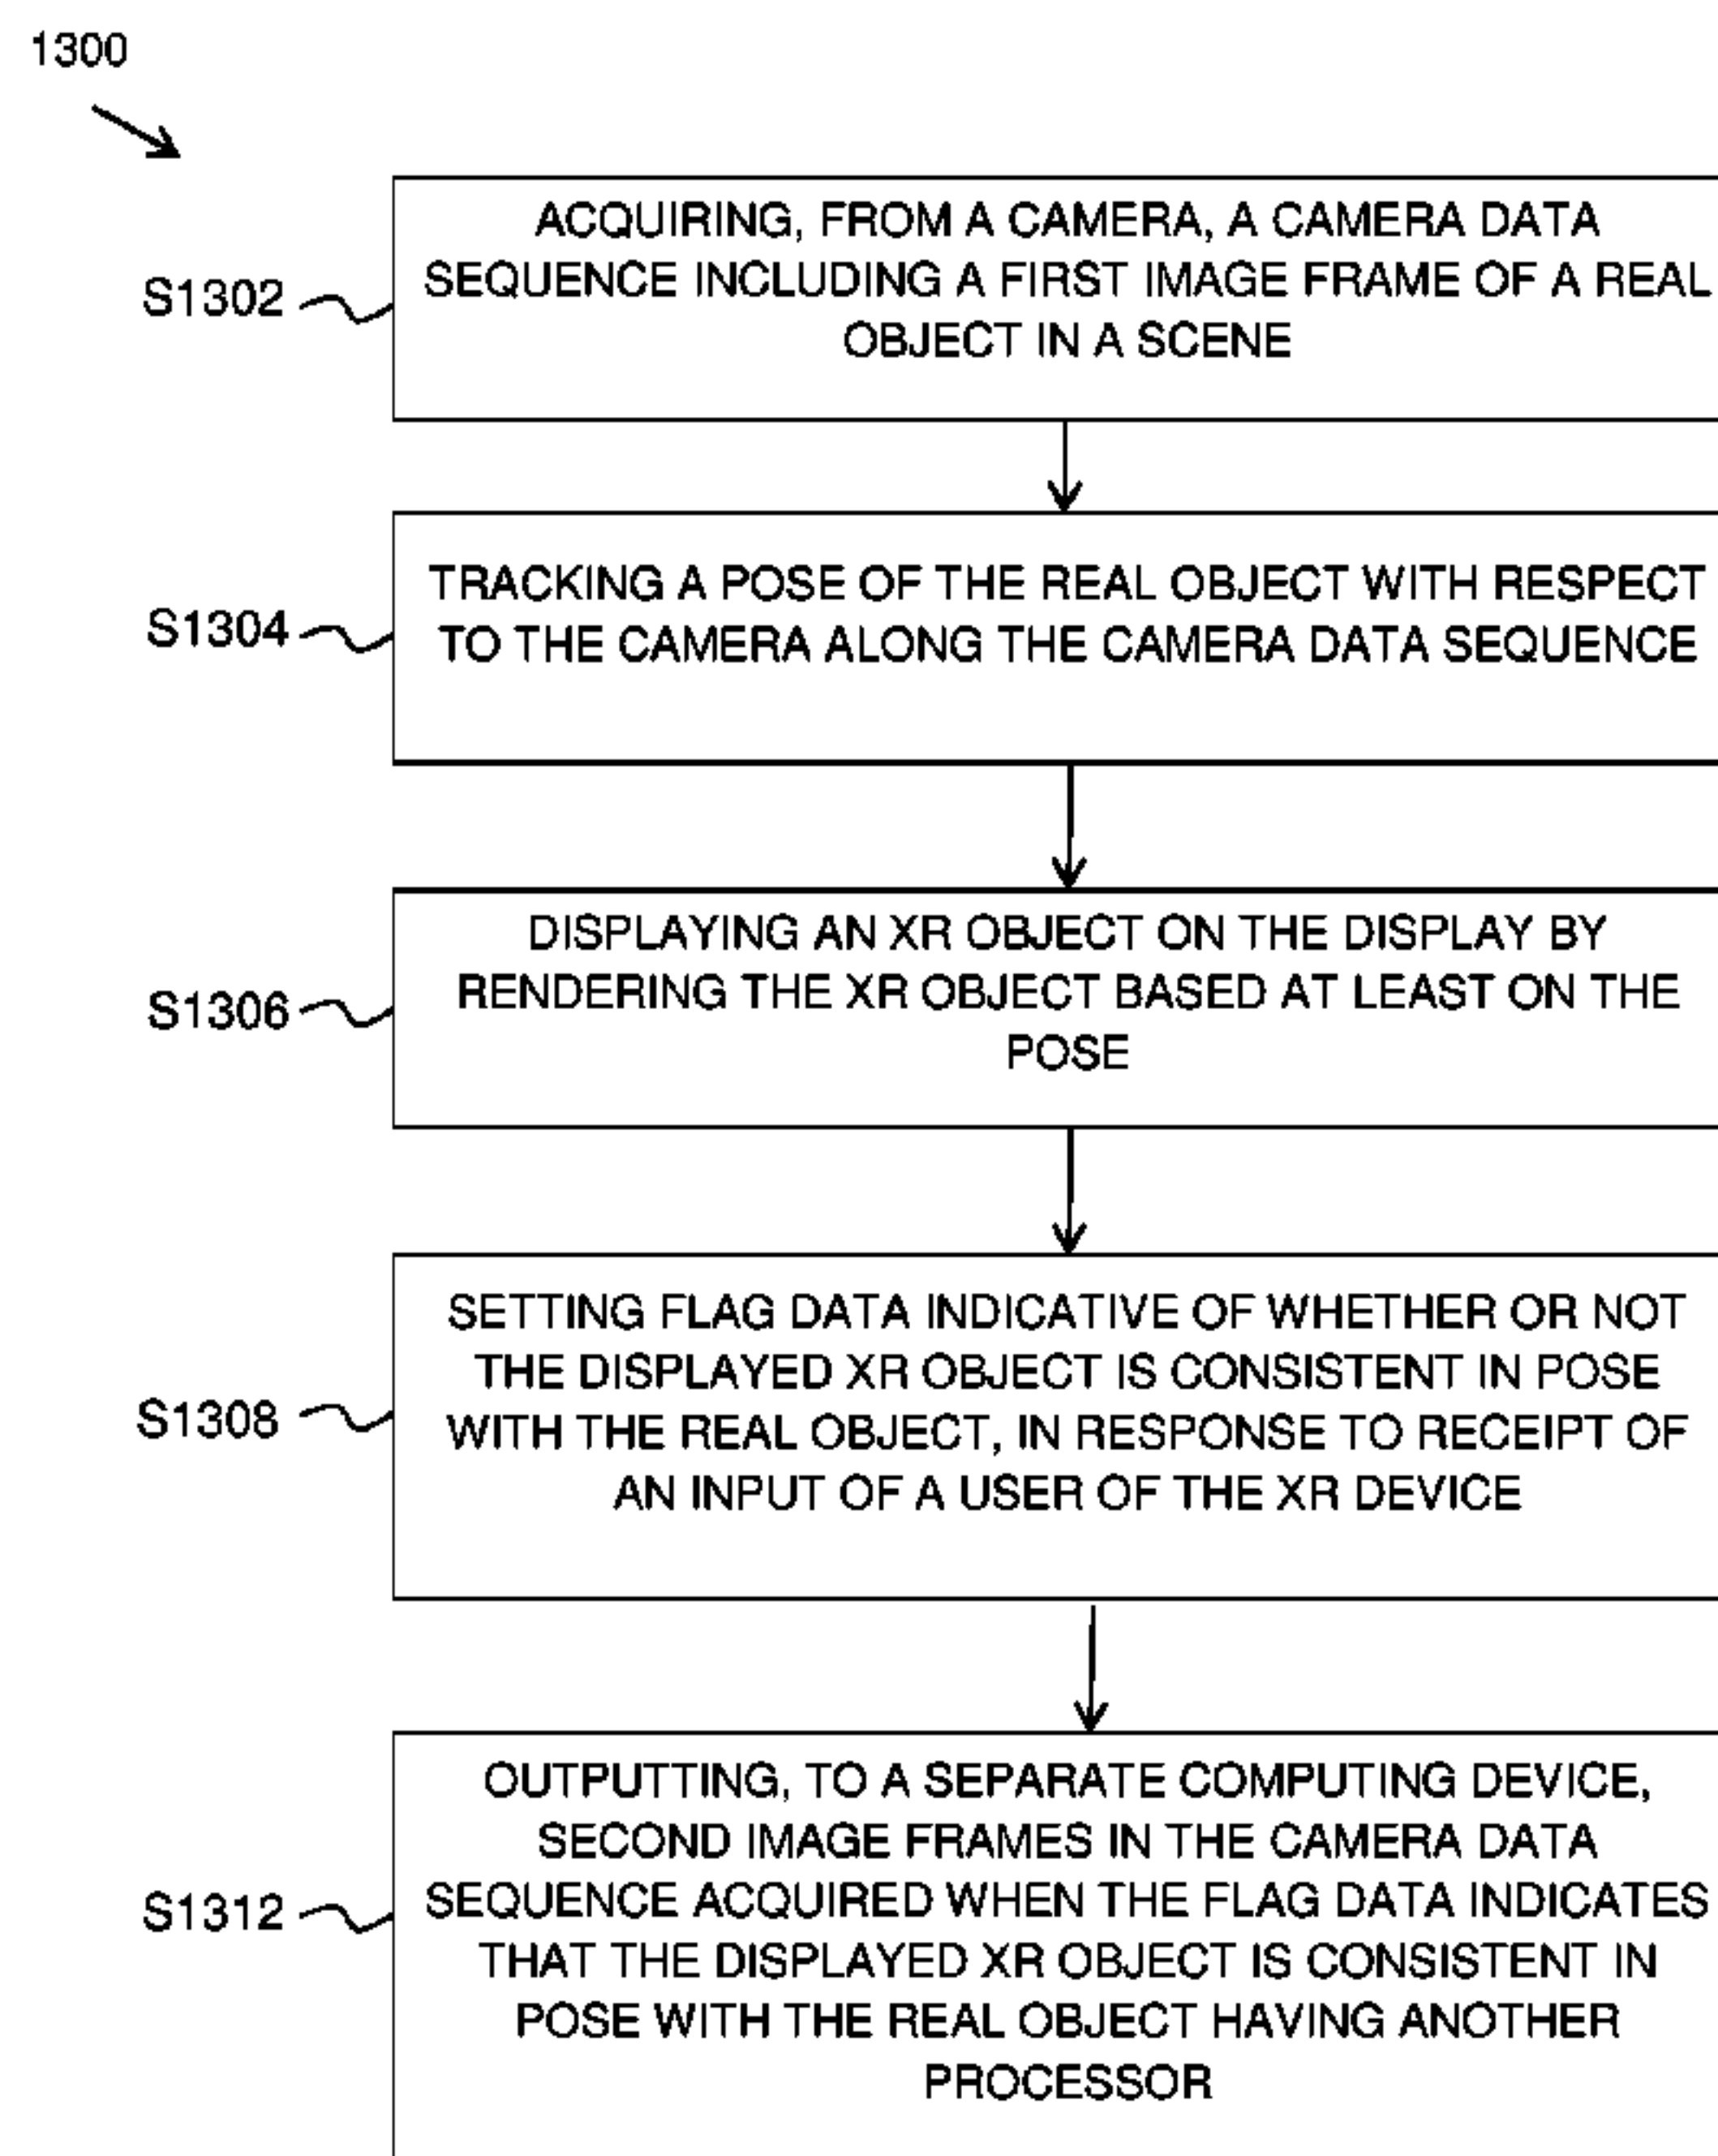 1300
ACQUIRING, FROM A CAMERA, A CAMERA DATA
SEQUENCE INCLUDING A FIRST IMAGE FRAME OF A REAL
OBJECT IN A SCENE
S1302
TRACKING A POSE OF THE REAL OBJECT WITH RESPECT
TO THE CAMERA ALONG THE CAMERA DATA SEQUENCE
S1304
DISPLAYING AN XR OBJECT ON THE DISPLAY BY
RENDERING THE XR OBJECT BASED AT LEAST ON THE
POSE
S1306
SETTING FLAG DATA INDICATIVE OF WHETHER OR NOT
THE DISPLAYED XR OBJECT IS CONSISTENT IN POSE
WITH THE REAL OBJECT, IN RESPONSE TO RECEIPT OF
AN INPUT OF A USER OF THE XR DEVICE
S1308
OUTPUTTING, TO A SEPARATE COMPUTING DEVICE,
SECOND IMAGE FRAMES IN THE CAMERA DATA
SEQUENCE ACQUIRED WHEN THE FLAG DATA INDICATES
THAT THE DISPLAYED XR OBJECT IS CONSISTENT IN
POSE WITH THE REAL OBJECT HAVING ANOTHER
PROCESSOR
S1312